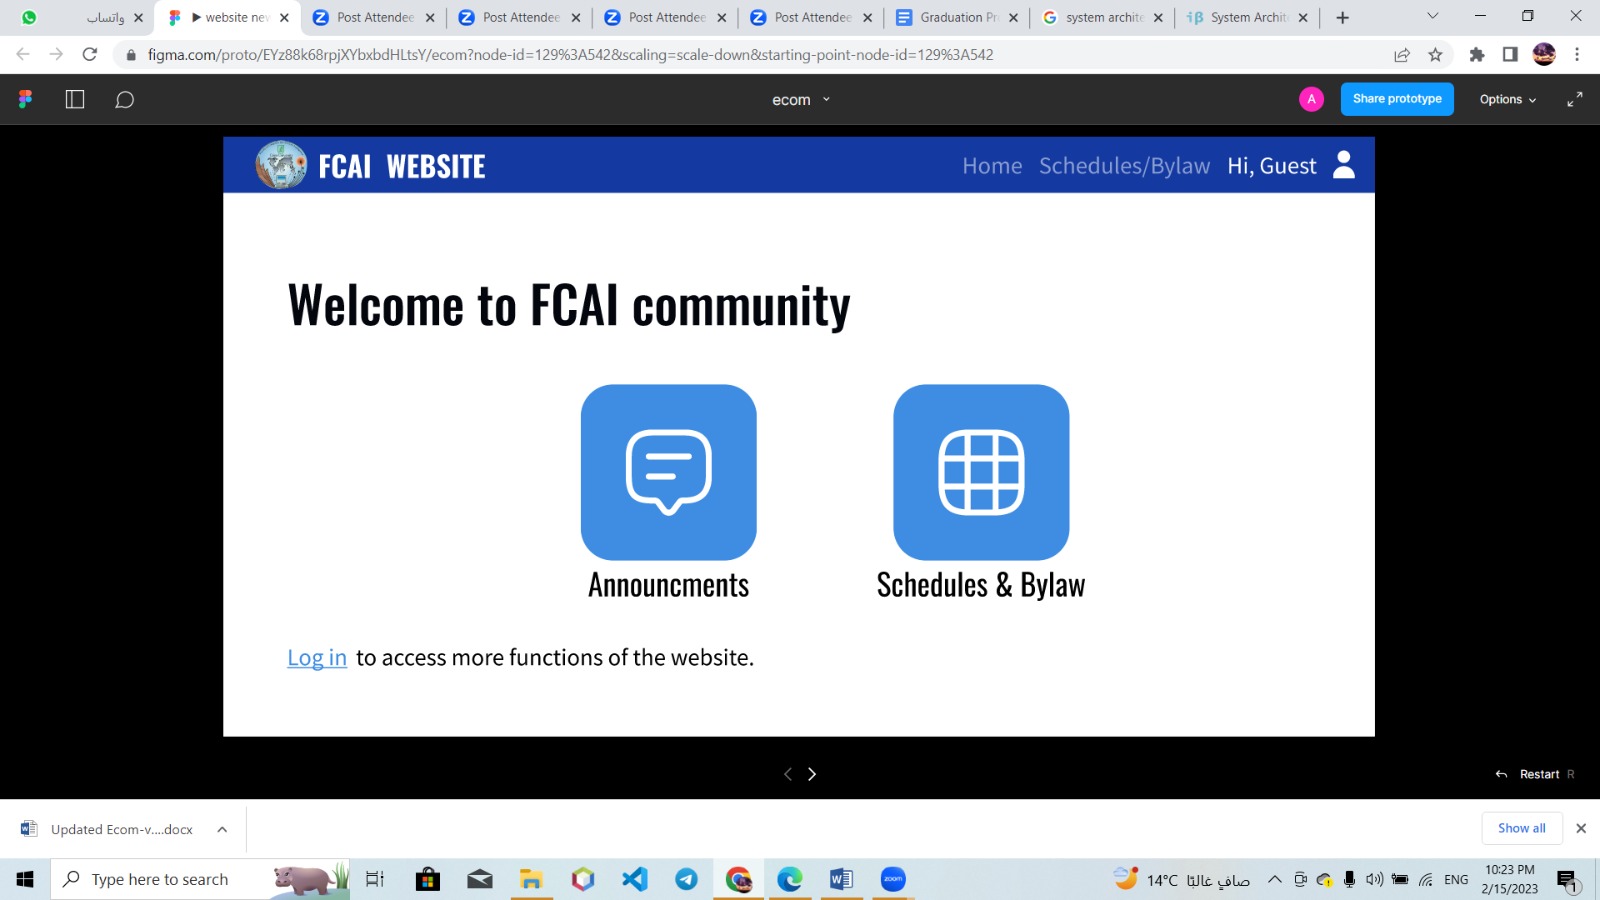 واتساب
website nev
Post Attendee
Post Attendee
Post Attendee
Post Attendee
Graduation Pr
system archite
System Archit
figma.com/proto/EYz88k68rpjXYbxbdHLtsY/ecom?node-id=129%3A542&scaling=scale-down&starting-point-node-id=129%3A542
ecom
A
Share prototype
Options
FCAI WEBSITE
Home Schedules/Bylaw Hi, Guest
Welcome to FCAI community
Announcments Schedules & Bylaw
Log in to access more functions of the website.
Restart R
Updated Ecom-v....docx
Show all
Type here to search
zoom
14°C صافٍ غالبًا
ENG
10:23 PM
2/15/2023
1